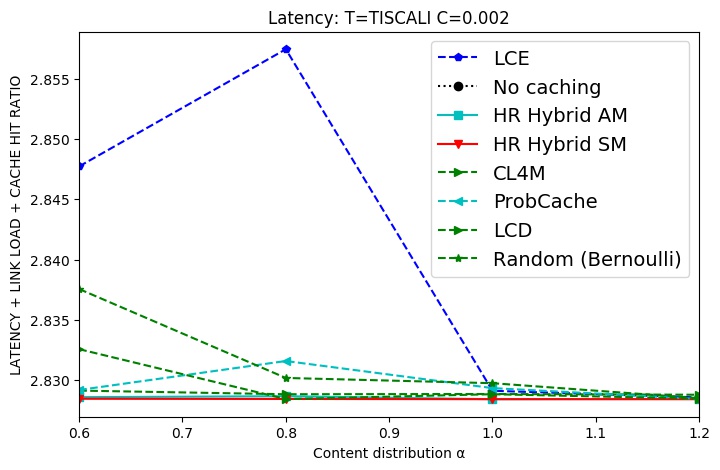 Latency: T=TISCALI C=0.002
LATENCY + LINK LOAD + CACHE HIT RATIO
2.855
2.850
2.845
2.840
2.835
2.830
LCE
No caching
HR Hybrid AM
HR Hybrid SM
CL4M
ProbCache
LCD
Random (Bernoulli)
0.6 0.7 0.8 0.9 1.0 1.1 1.2
Content distribution α